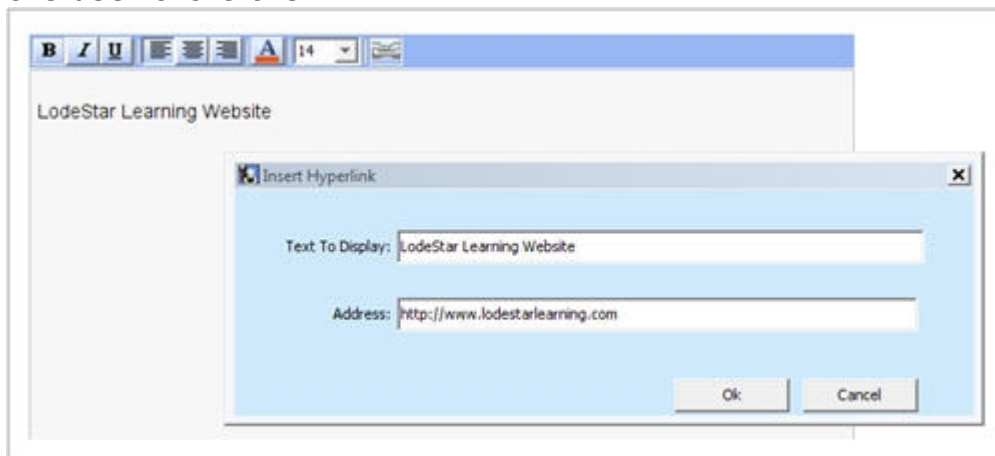 B I U A 14
LodeStar Learning Website
Insert Hyperlink
Text To Display: LodeStar Learning Website
Address: http://www.lodestarlearning.com
Ok Cancel